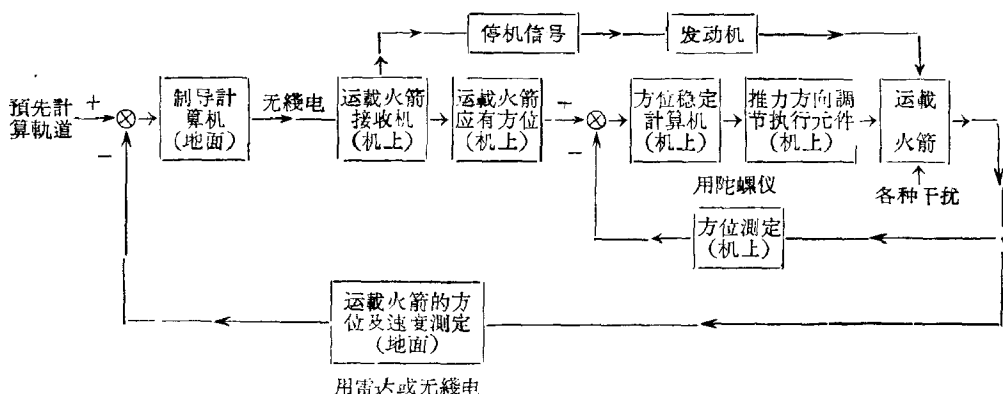 停机信号
发动机
预先計
算軌道
+
−
制导計
算机
(地面)
无綫电
运載火箭
接收机
(机上)
运載火箭
应有方位
(机上)
+
−
方位稳定
計算机
(机上)
推力方向調
节执行元件
(机上)
运載
火箭
各种干扰
用陀螺仪
方位測定
(机上)
运載火箭的方
位及速度測定
(地面)
用雷达或无綫电